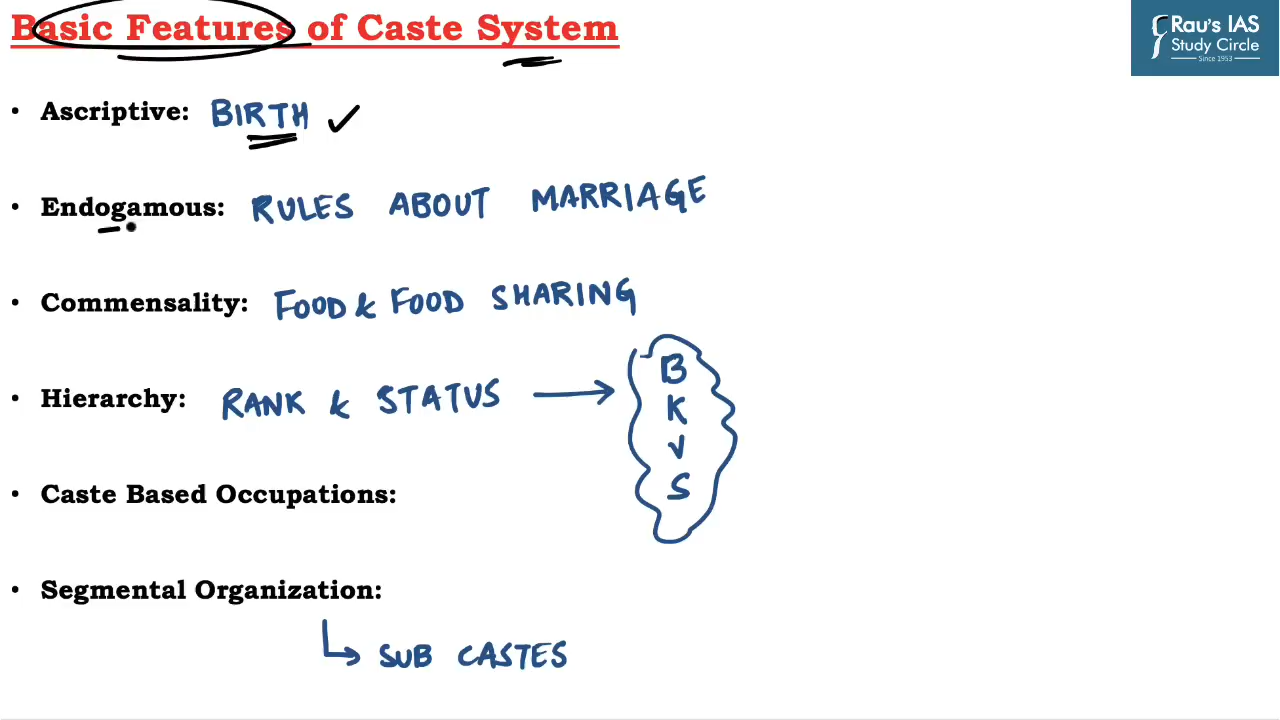 Basic Features of Caste System
Rau's IAS
Study Circle
Since 1953
• Ascriptive: BIRTH ✓
• Endogamous: RULES ABOUT MARRIAGE
• Commensality: FOOD & FOOD SHARING
• Hierarchy: RANK & STATUS →
B
K
V
S
• Caste Based Occupations:
• Segmental Organization:
↳ SUB CASTES